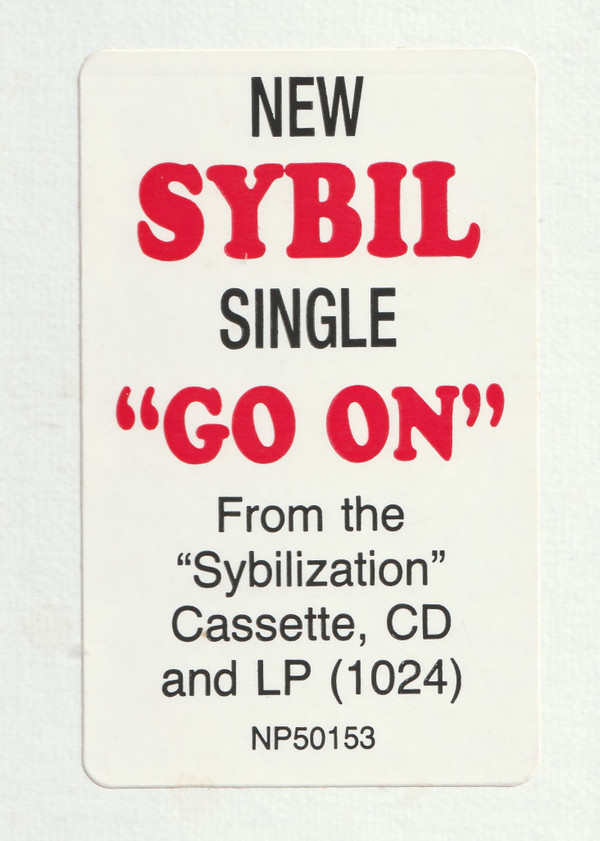 NEW
SYBIL
SINGLE
“GO ON”
From the
“Sybilization”
Cassette, CD
and LP (1024)
NP50153